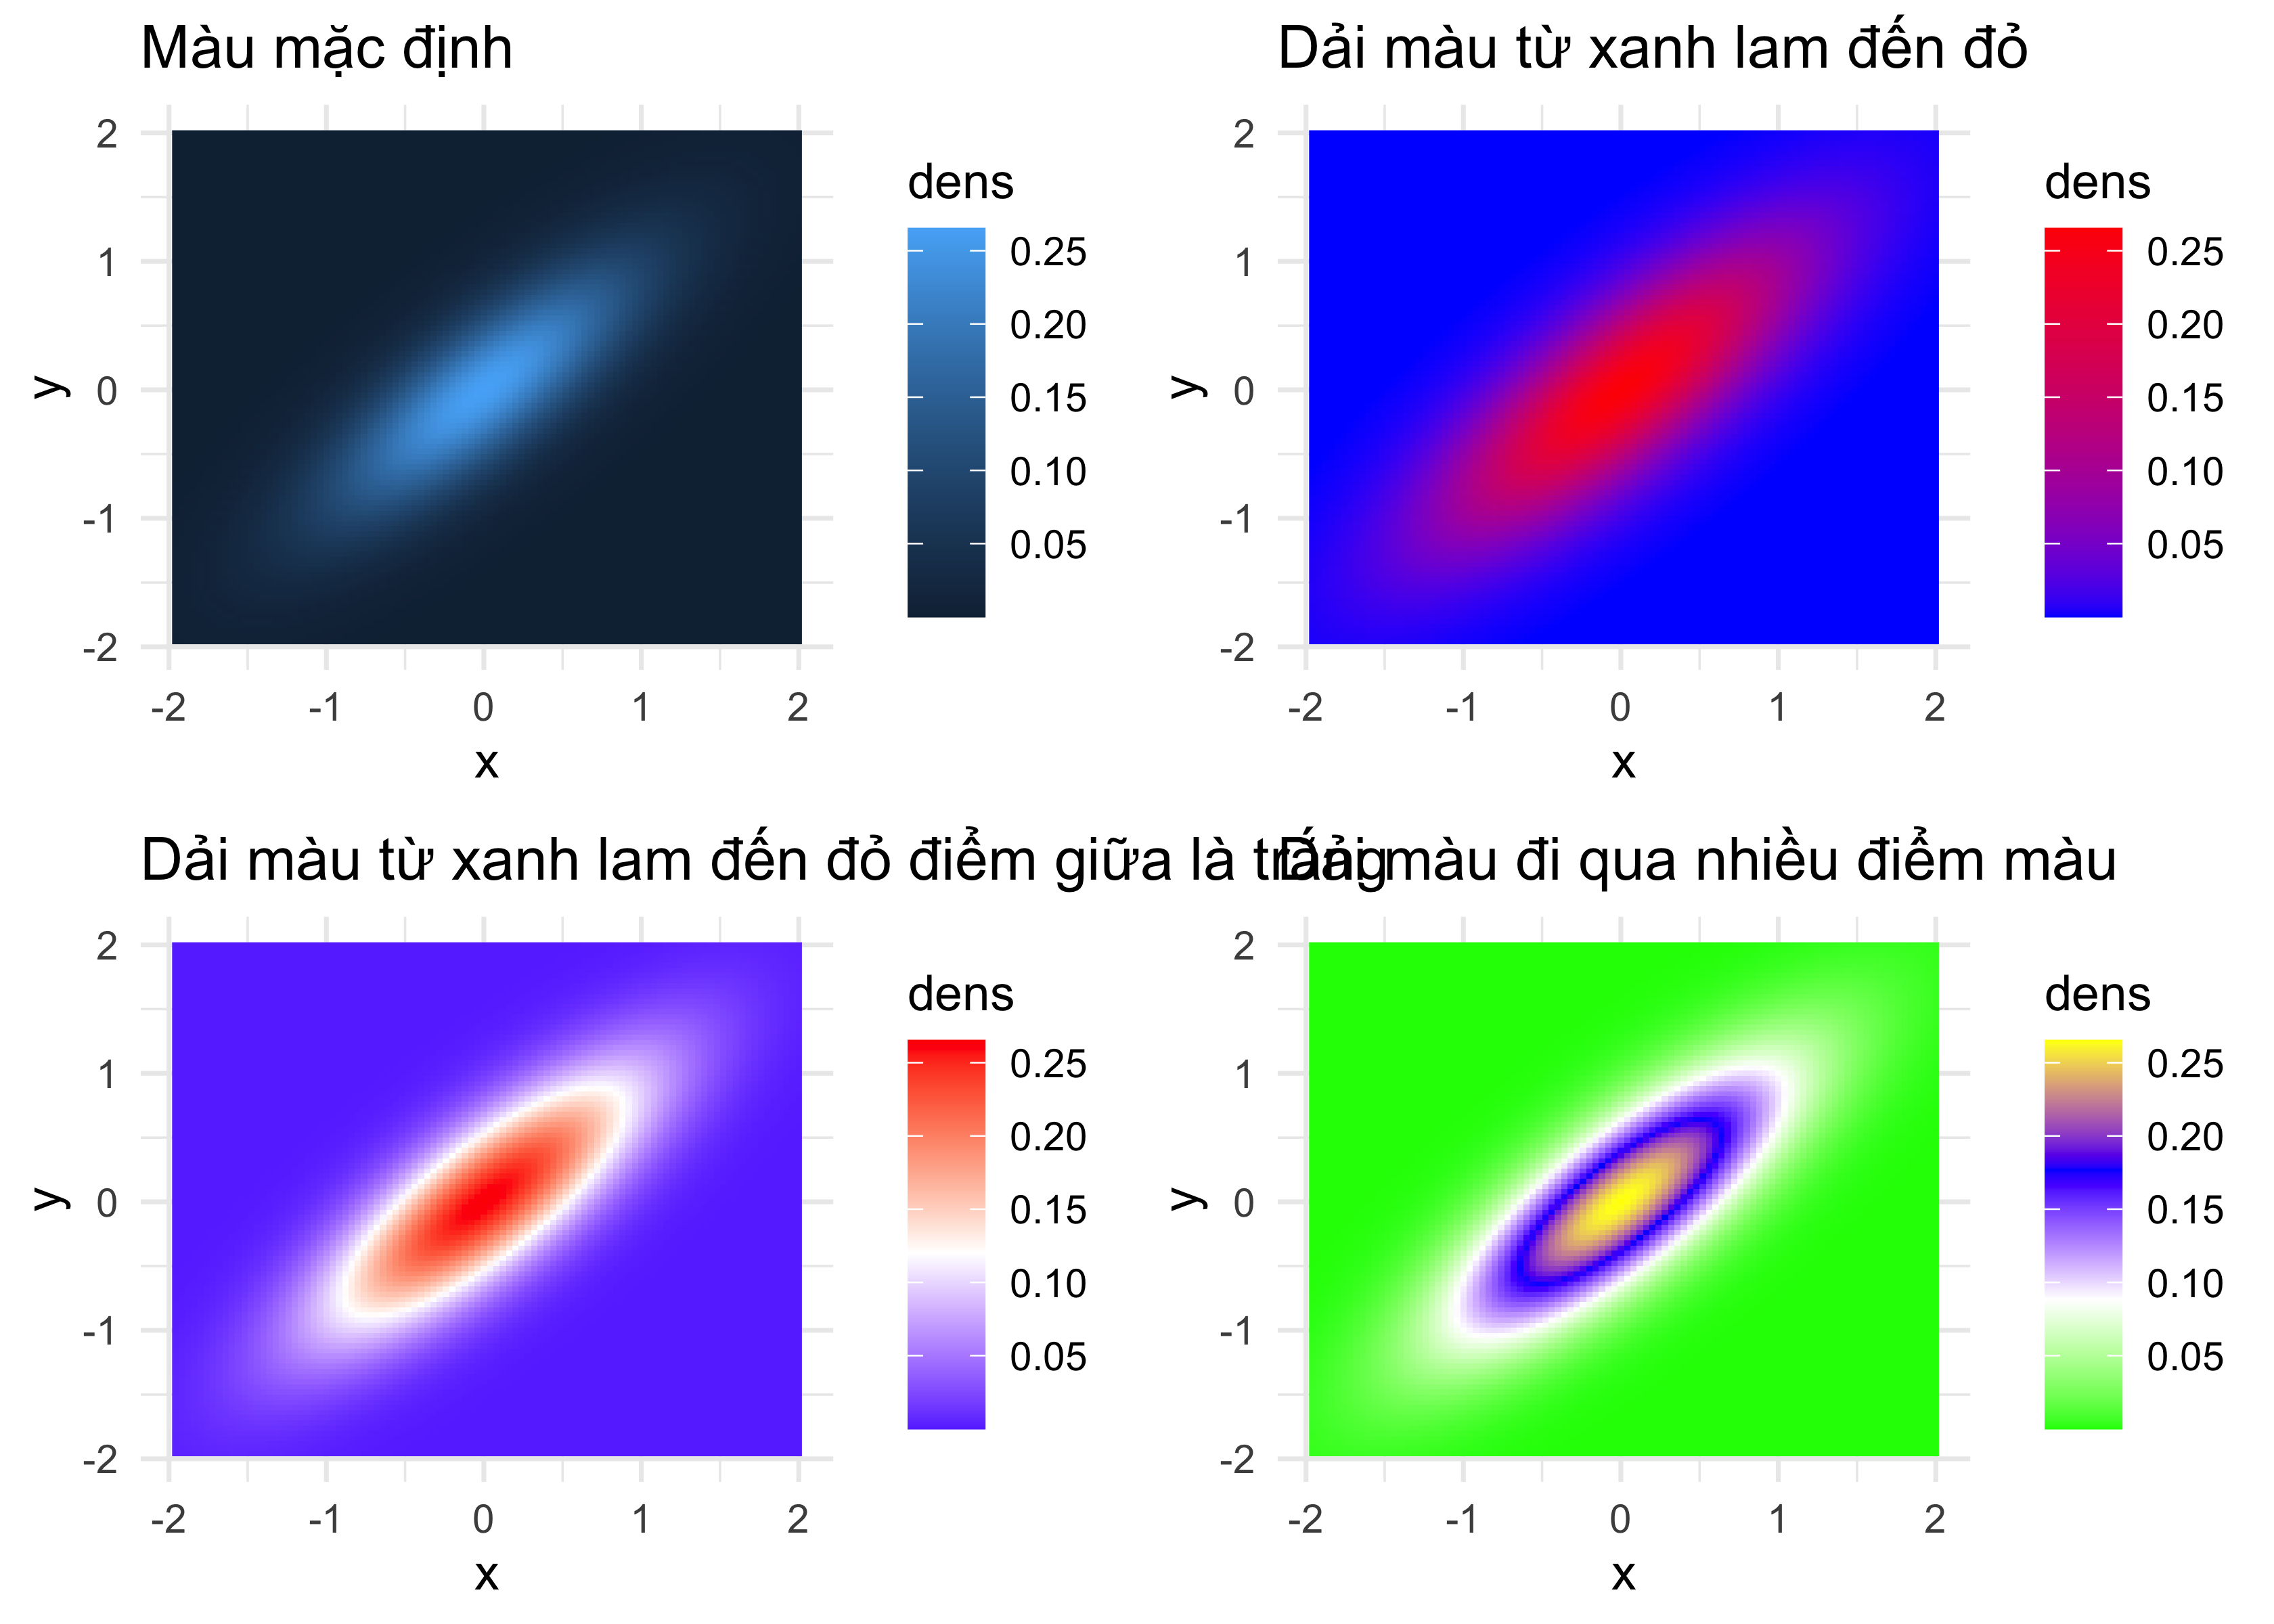 Màu mặc định
2
1
0
-1
-2
y
-2 -1 0 1 2
x
dens
0.25
0.20
0.15
0.10
0.05
Dải màu từ xanh lam đến đỏ
2
1
0
-1
-2
y
-2 -1 0 1 2
x
dens
0.25
0.20
0.15
0.10
0.05
Dải màu từ xanh lam đến đỏ điểm giữa là trắng
2
1
0
-1
-2
y
-2 -1 0 1 2
x
dens
0.25
0.20
0.15
0.10
0.05
Dải màu đi qua nhiều điểm màu
2
1
0
-1
-2
y
-2 -1 0 1 2
x
dens
0.25
0.20
0.15
0.10
0.05